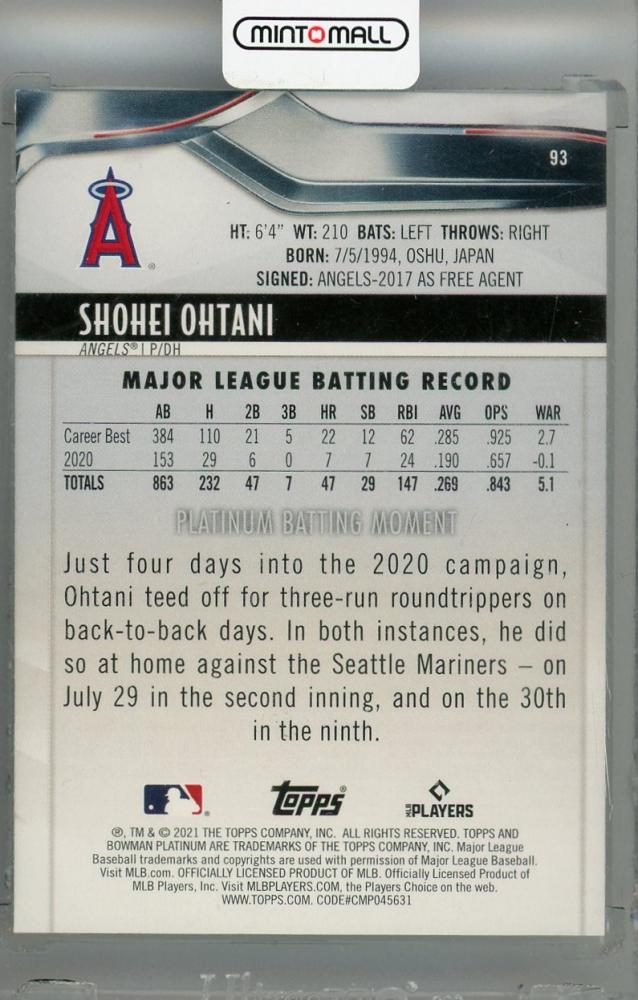 MINTOMALL
93
A
HT: 6'4" WT: 210 BATS: LEFT THROWS: RIGHT
BORN: 7/5/1994, OSHU, JAPAN
SIGNED: ANGELS-2017 AS FREE AGENT
SHOHEI OHTANI
ANGELS® | P/DH
MAJOR LEAGUE BATTING RECORD
AB H 2B 3B HR SB RBI AVG OPS WAR
Career Best 384 110 21 5 22 12 62 .285 .925 2.7
2020 153 29 6 0 7 7 24 .190 .657 -0.1
TOTALS 863 232 47 7 47 29 147 .269 .843 5.1
PLATINUM BATTING MOMENT
Just four days into the 2020 campaign,
Ohtani teed off for three-run roundtrippers on
back-to-back days. In both instances, he did
so at home against the Seattle Mariners – on
July 29 in the second inning, and on the 30th
in the ninth.
Topps®
MLB PLAYERS
®, TM & © 2021 THE TOPPS COMPANY, INC. ALL RIGHTS RESERVED. TOPPS AND
BOWMAN PLATINUM ARE TRADEMARKS OF THE TOPPS COMPANY, INC. Major League
Baseball trademarks and copyrights are used with permission of Major League Baseball.
Visit MLB.com. OFFICIALLY LICENSED PRODUCT OF MLB. Officially Licensed Product of
MLB Players, Inc. Visit MLBPLAYERS.COM, the Players Choice on the web.
WWW.TOPPS.COM. CODE#CMP045631